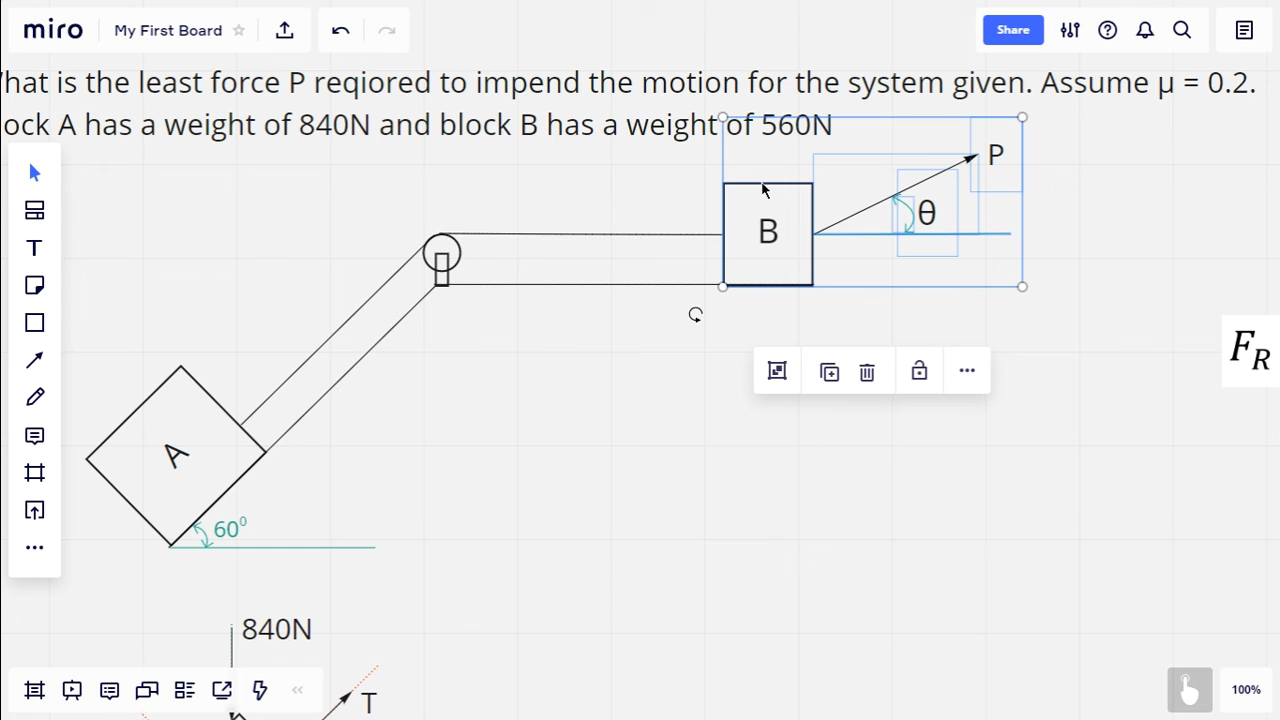 miro
My First Board
Share
hat is the least force P reqiored to impend the motion for the system given. Assume μ = 0.2.
ock A has a weight of 840N and block B has a weight of 560N
P
B
θ
F_R
A
60⁰
840N
T
T
100%